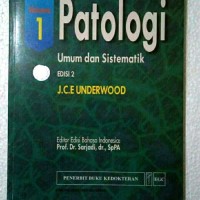 1
Patologi
Umum dan Sistematik
EDISI 2
J.C.E UNDERWOOD
Editor Edisi Bahasa Indonesia
Prof. Dr. Sarjadi, dr., SpPA
PENERBIT BUKU KEDOKTERAN
EGC